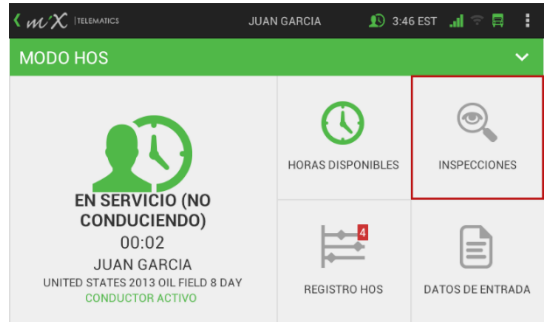 mix TELEMATICS JUAN GARCIA 3:46 EST
MODO HOS
EN SERVICIO (NO
CONDUCIENDO)
00:02
JUAN GARCIA
UNITED STATES 2013 OIL FIELD 8 DAY
CONDUCTOR ACTIVO
HORAS DISPONIBLES
INSPECCIONES
4
REGISTRO HOS
DATOS DE ENTRADA